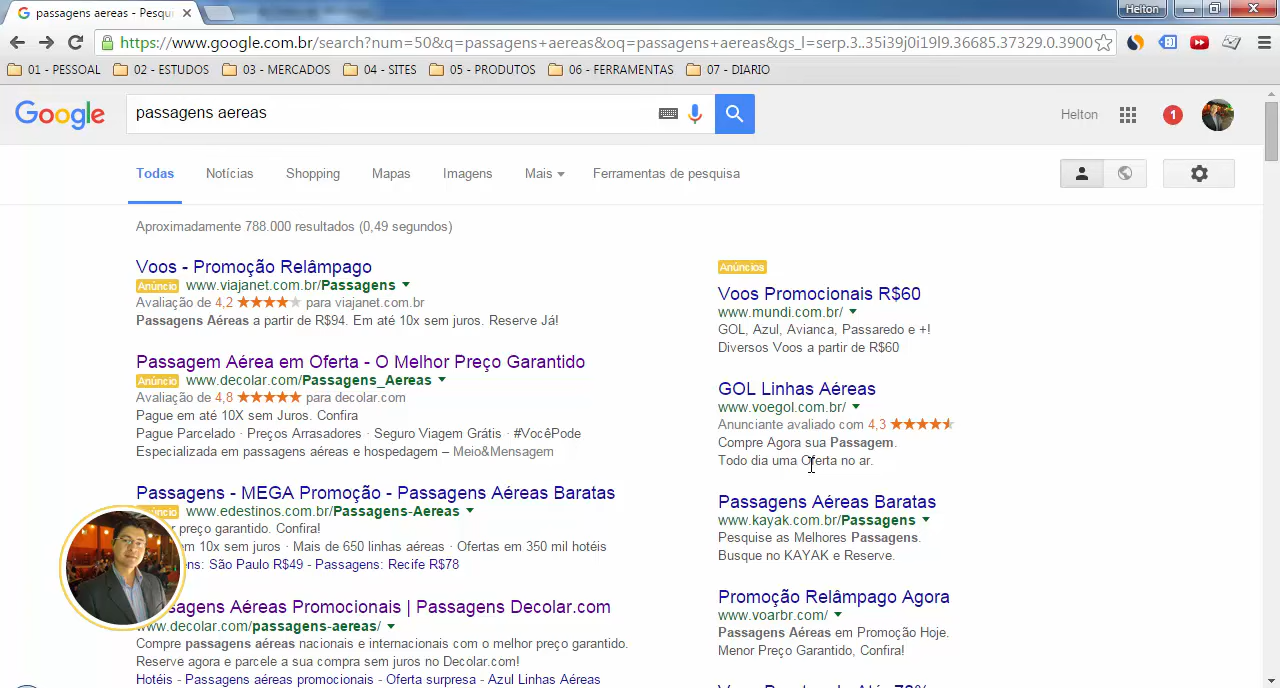 passagens aereas - Pesqu
Helton
https://www.google.com.br/search?num=50&q=passagens+aereas&oq=passagens+aereas&gs_l=serp.3..35i39j0i19l9.36685.37329.0.3900
01 - PESSOAL 02 - ESTUDOS 03 - MERCADOS 04 - SITES 05 - PRODUTOS 06 - FERRAMENTAS 07 - DIARIO
Google passagens aereas Helton 1
Todas Notícias Shopping Mapas Imagens Mais Ferramentas de pesquisa
Aproximadamente 788.000 resultados (0,49 segundos)
Voos - Promoção Relâmpago
Anúncio www.viajanet.com.br/Passagens
Avaliação de 4,2 ★★★★★ para viajanet.com.br
Passagens Aéreas a partir de R$94. Em até 10x sem juros. Reserve Já!
Passagem Aérea em Oferta - O Melhor Preço Garantido
Anúncio www.decolar.com/Passagens_Aereas
Avaliação de 4,8 ★★★★★ para decolar.com
Pague em até 10X sem Juros. Confira
Pague Parcelado · Preços Arrasadores · Seguro Viagem Grátis · #VocêPode
Especializada em passagens aéreas e hospedagem – Meio&Mensagem
Passagens - MEGA Promoção - Passagens Aéreas Baratas
www.edestinos.com.br/Passagens-Aereas
preço garantido. Confira!
em 10x sem juros · Mais de 650 linhas aéreas · Ofertas em 350 mil hotéis
São Paulo R$49 - Passagens: Recife R$78
Aéreas Promocionais | Passagens Decolar.com
www.decolar.com/passagens-aereas/
Compre passagens aéreas nacionais e internacionais com o melhor preço garantido.
Reserve agora e parcele a sua compra sem juros no Decolar.com!
Hotéis - Passagens aéreas promocionais - Oferta surpresa - Azul Linhas Aéreas
Anúncios
Voos Promocionais R$60
www.mundi.com.br/
GOL, Azul, Avianca, Passaredo e +!
Diversos Voos a partir de R$60
GOL Linhas Aéreas
www.voegol.com.br/
Anunciante avaliado com 4,3 ★★★★★
Compre Agora sua Passagem.
Todo dia uma Oferta no ar.
Passagens Aéreas Baratas
www.kayak.com.br/Passagens
Pesquise as Melhores Passagens.
Busque no KAYAK e Reserve.
Promoção Relâmpago Agora
www.voarbr.com/
Passagens Aéreas em Promoção Hoje.
Menor Preço Garantido, Confira!